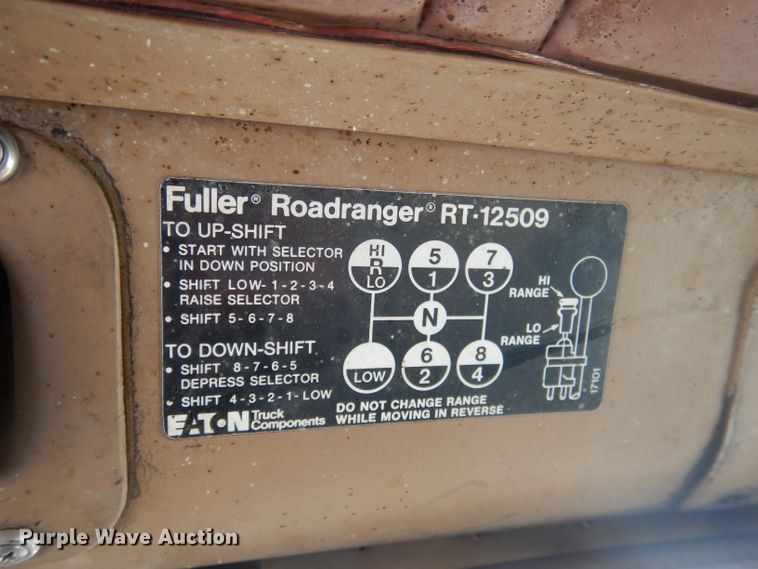 Fuller® Roadranger® RT-12509
TO UP-SHIFT
• START WITH SELECTOR
IN DOWN POSITION
• SHIFT LOW-1-2-3-4
RAISE SELECTOR
• SHIFT 5-6-7-8
TO DOWN-SHIFT
• SHIFT 8-7-6-5
DEPRESS SELECTOR
• SHIFT 4-3-2-1-LOW
EATON Truck
Components
HI
R
LO
5
1
7
3
N
LOW
6
2
8
4
DO NOT CHANGE RANGE
WHILE MOVING IN REVERSE
HI
RANGE
LO
RANGE
17101
Purple Wave Auction